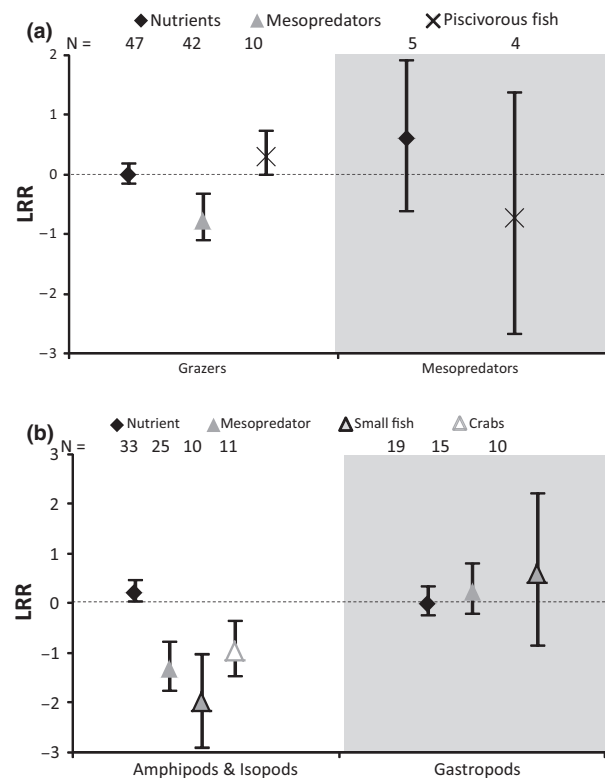 (a) Nutrients Mesopredators Piscivorous fish
N = 47 42 10 5 4
2
1
0
−1
−2
−3
LRR
Grazers Mesopredators
(b) Nutrient Mesopredator Small fish Crabs
N = 33 25 10 11 19 15 10
3
2
1
0
−1
−2
−3
LRR
Amphipods & Isopods Gastropods